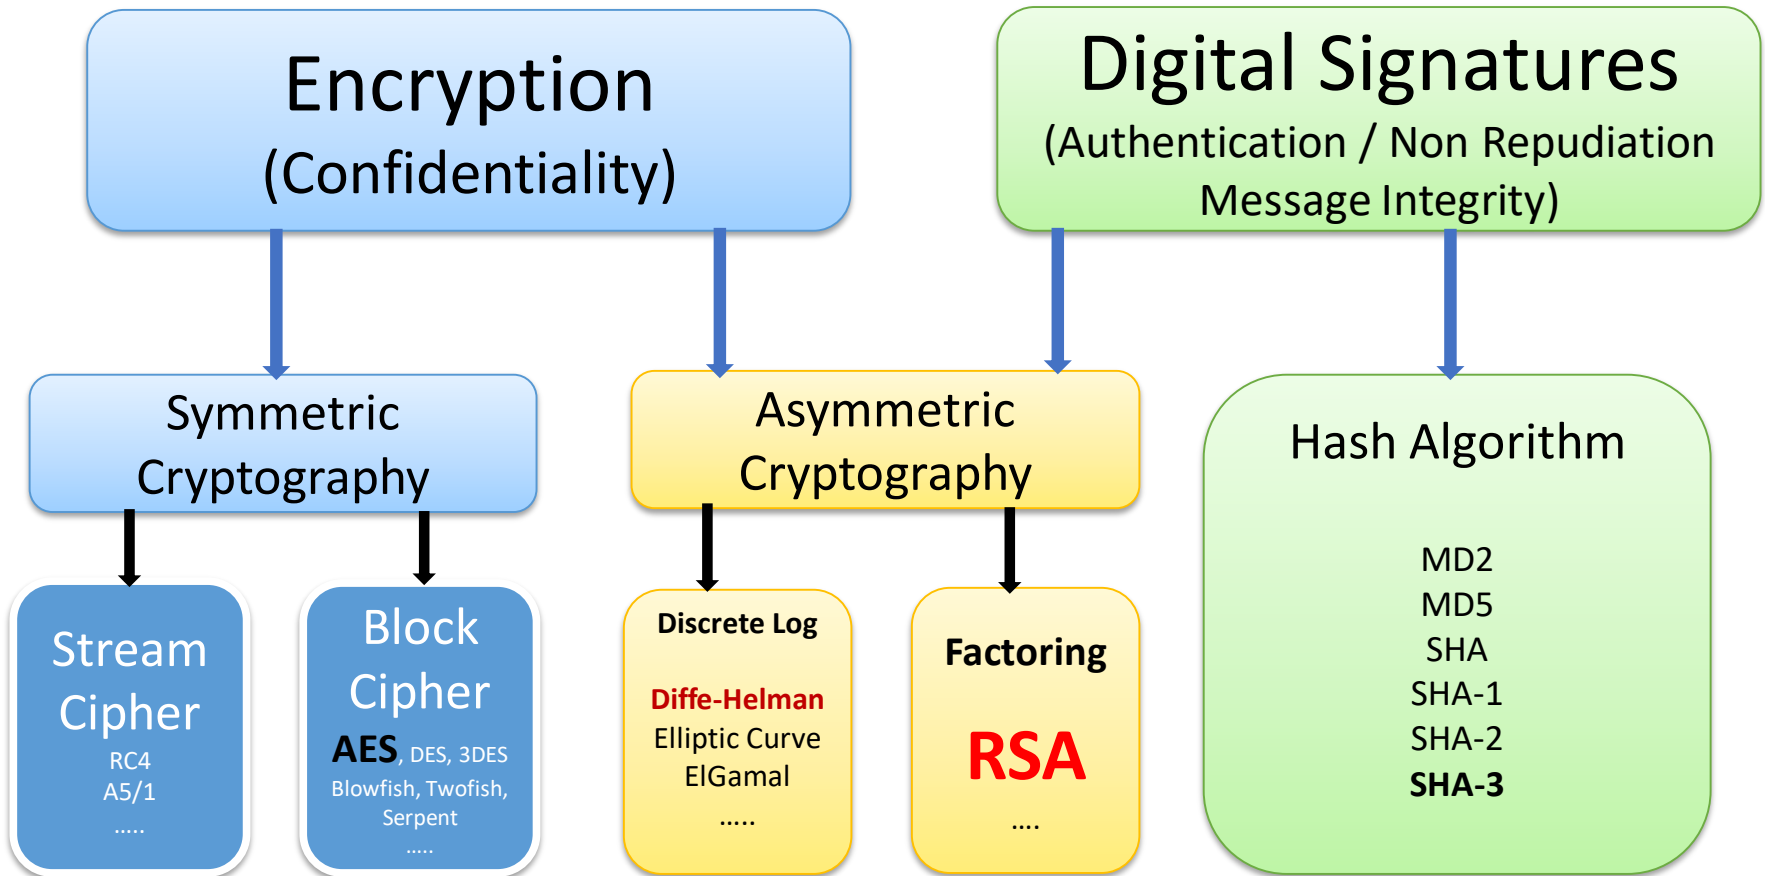 Encryption
(Confidentiality)
Digital Signatures
(Authentication / Non Repudiation
Message Integrity)
Symmetric
Cryptography
Asymmetric
Cryptography
Hash Algorithm
MD2
MD5
SHA
SHA-1
SHA-2
SHA-3
Stream
Cipher
RC4
A5/1
.....
Block
Cipher
AES, DES, 3DES
Blowfish, Twofish,
Serpent
.....
Discrete Log
Diffe-Helman
Elliptic Curve
ElGamal
.....
Factoring
RSA
....